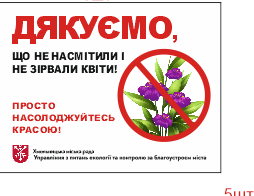 ДЯКУЄМО,
ЩО НЕ НАСМІТИЛИ І
НЕ ЗІРВАЛИ КВІТИ!
ПРОСТО
НАСОЛОДЖУЙТЕСЬ
КРАСОЮ!
Хмельницька міська рада
Управління з питань екології та контролю за благоустроєм міста
5шт